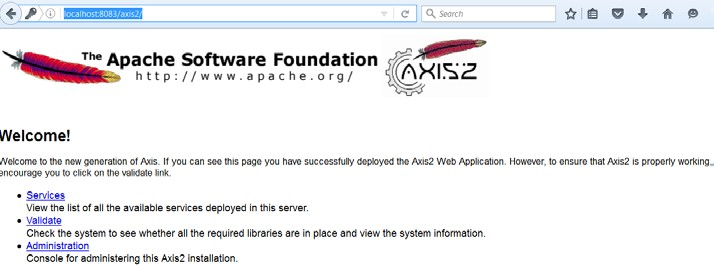 localhost:8083/axis2/
Search
The Apache Software Foundation
http://www.apache.org/
AXIS2
Welcome!
Welcome to the new generation of Axis. If you can see this page you have successfully deployed the Axis2 Web Application. However, to ensure that Axis2 is properly working,
encourage you to click on the validate link.
Services
View the list of all the available services deployed in this server.
Validate
Check the system to see whether all the required libraries are in place and view the system information.
Administration
Console for administering this Axis2 installation.